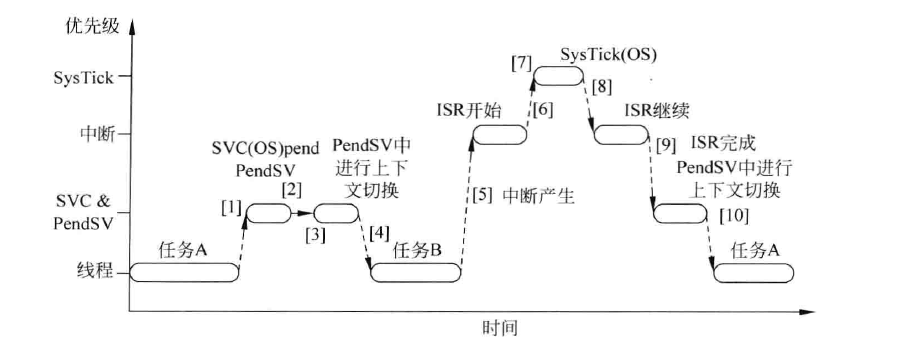 优先级
SysTick
中断
SVC &
PendSV
线程
任务A
[1]
SVC(OS)pend
PendSV
[2]
[3]
PendSV中
进行上下
文切换
[4]
任务B
[5] 中断产生
ISR开始
[6]
[7]
SysTick(OS)
[8]
ISR继续
[9]
ISR完成
PendSV中进行
上下文切换
[10]
任务A
时间